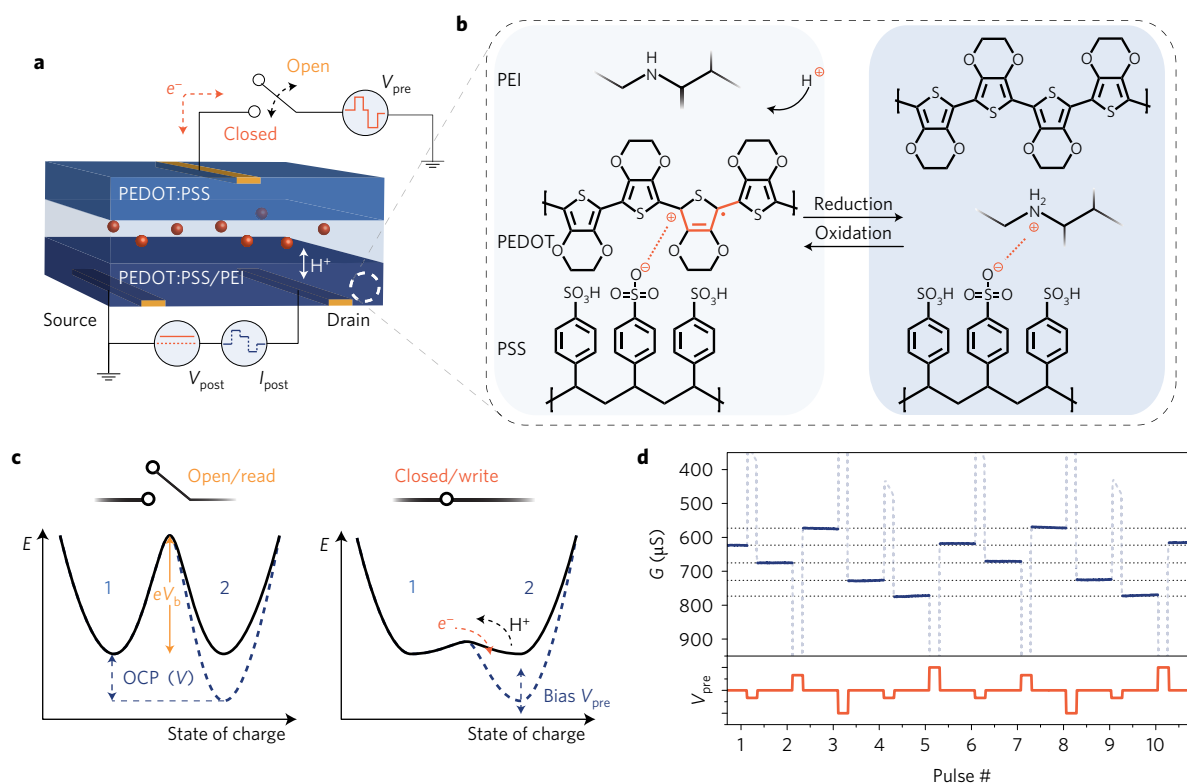 a
Open
e⁻
V_pre
Closed
PEDOT:PSS
H⁺
PEDOT:PSS/PEI
Source
Drain
V_post
I_post
b
PEI
H
N
H
⊕
PEDOT
O O
S
O O
S
S
O O
⊕
S
O O
Reduction
Oxidation
O O
S
O O
S
S
O O
S
O O
H₂
N
⊕
PSS
⊖
O
SO₃H
O=S=O
SO₃H
⊖
O
SO₃H
O=S=O
SO₃H
c
Open/read
Closed/write
E
1
2
eV_b
OCP (V)
State of charge
E
1
2
e⁻
H⁺
Bias V_pre
State of charge
d
G (µS)
400
500
600
700
800
900
V_pre
1 2 3 4 5 6 7 8 9 10
Pulse #